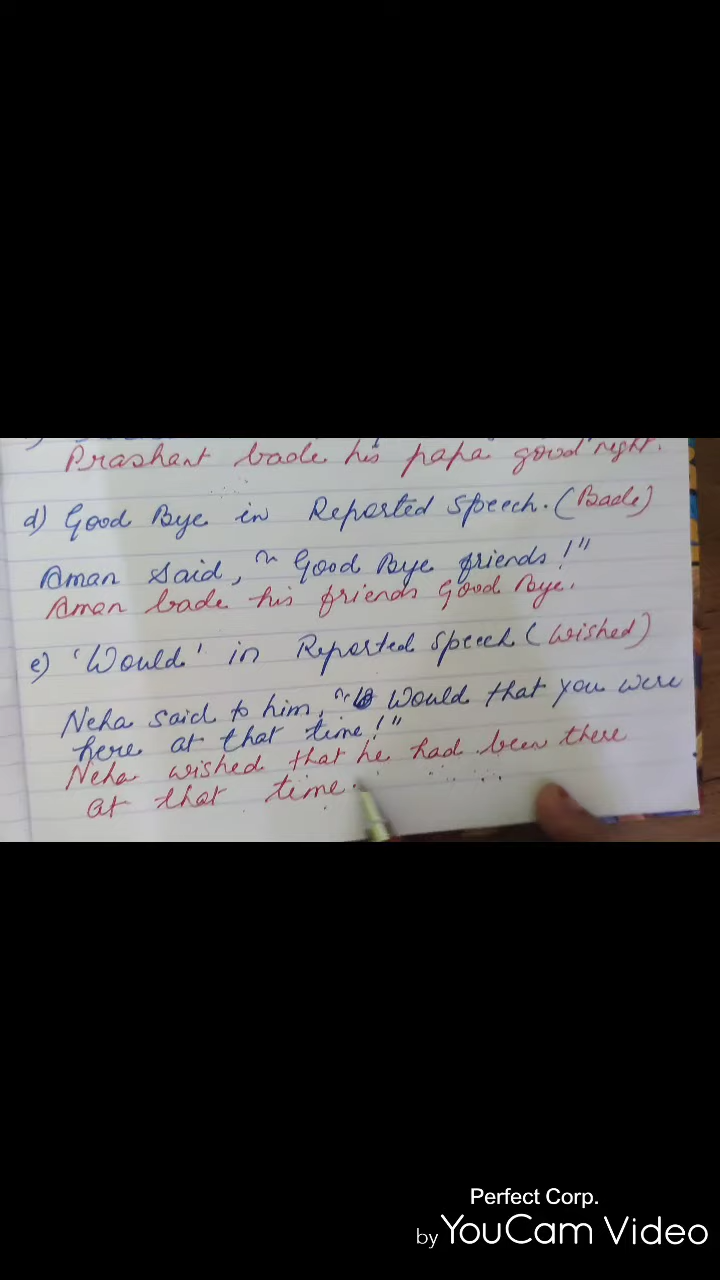 Prashant bade his papa good night.
d) Good Bye in Reported Speech. (Bade)
Aman said, "Good Bye friends!"
Aman bade his friends Good Bye.
e) 'Would' in Reported Speech (wished)
Neha said to him, "Would that you were
here at that time!"
Neha wished that he had been there
at that time.
Perfect Corp.
by YouCam Video